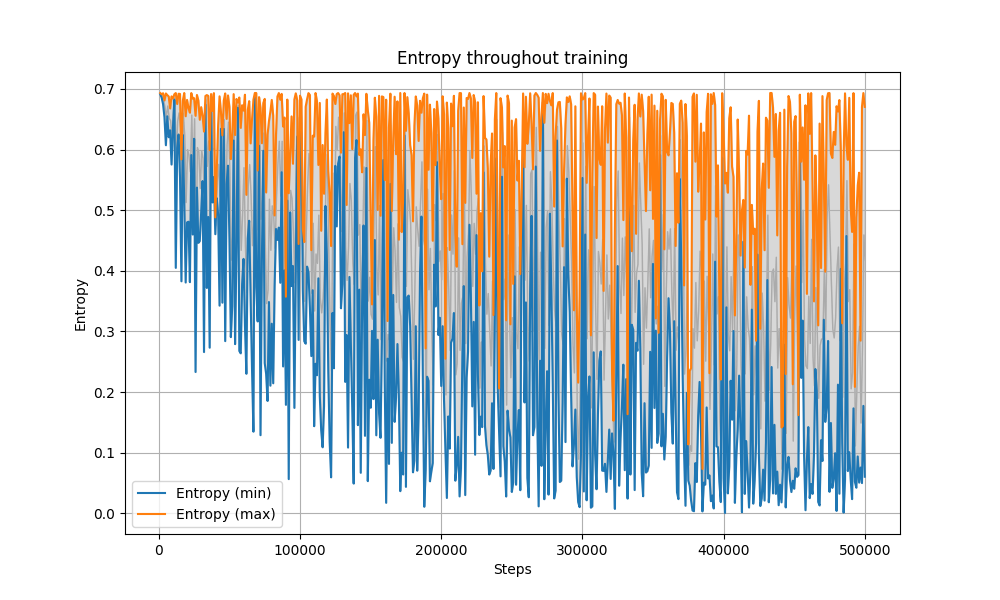 Entropy throughout training
Entropy
0.7
0.6
0.5
0.4
0.3
0.2
0.1
0.0
Entropy (min)
Entropy (max)
0 100000 200000 300000 400000 500000
Steps